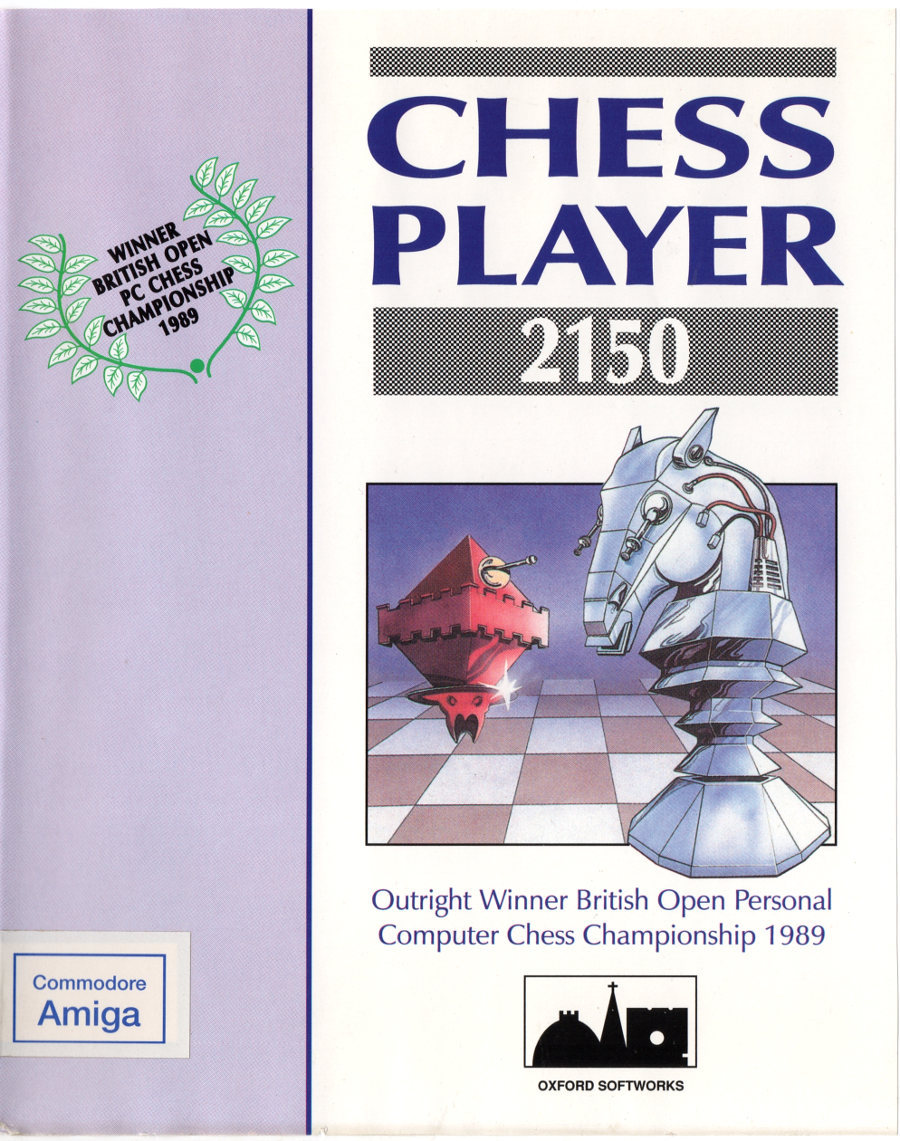 WINNER
BRITISH OPEN
PC CHESS
CHAMPIONSHIP
1989
Commodore
Amiga
CHESS
PLAYER
2150
Outright Winner British Open Personal
Computer Chess Championship 1989
OXFORD SOFTWORKS